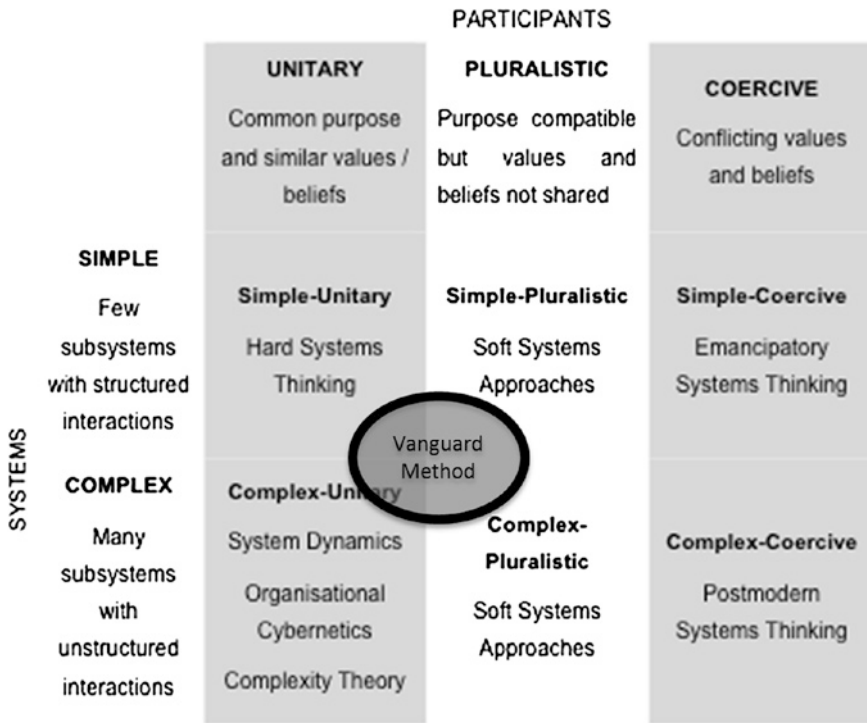 PARTICIPANTS
UNITARY
Common purpose
and similar values /
beliefs
PLURALISTIC
Purpose compatible
but values and
beliefs not shared
COERCIVE
Conflicting values
and beliefs
SYSTEMS
SIMPLE
Few
subsystems
with structured
interactions
Simple-Unitary
Hard Systems
Thinking
Simple-Pluralistic
Soft Systems
Approaches
Simple-Coercive
Emancipatory
Systems Thinking
Vanguard
Method
COMPLEX
Many
subsystems
with
unstructured
interactions
Complex-Unitary
System Dynamics
Organisational
Cybernetics
Complexity Theory
Complex-
Pluralistic
Soft Systems
Approaches
Complex-Coercive
Postmodern
Systems Thinking